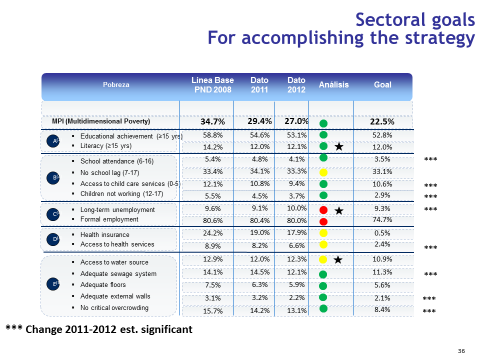 Sectoral goals
For accomplishing the strategy
Pobreza Linea Base PND 2008 Dato 2011 Dato 2012 Análisis Goal
MPI (Multidimensional Poverty) 34.7% 29.4% 27.0% 22.5%
A
• Educational achievement (≥15 yrs) 58.8% 54.6% 53.1% 52.8%
• Literacy (≥15 yrs) 14.2% 12.0% 12.1% ★ 12.0%
B
• School attendance (6-16) 5.4% 4.8% 4.1% 3.5% ***
• No school lag (7-17) 33.4% 34.1% 33.3% 33.1%
• Access to child care services (0-5) 12.1% 10.8% 9.4% 10.6% ***
• Children not working (12-17) 5.5% 4.5% 3.7% 2.9% ***
C
• Long-term unemployment 9.6% 9.1% 10.0% ★ 9.3% ***
• Formal employment 80.6% 80.4% 80.0% 74.7%
D
• Health insurance 24.2% 19.0% 17.9% 0.5%
• Access to health services 8.9% 8.2% 6.6% 2.4% ***
E
• Access to water source 12.9% 12.0% 12.3% ★ 10.9%
• Adequate sewage system 14.1% 14.5% 12.1% 11.3% ***
• Adequate floors 7.5% 6.3% 5.9% 5.6%
• Adequate external walls 3.1% 3.2% 2.2% 2.1% ***
• No critical overcrowding 15.7% 14.2% 13.1% 8.4% ***
*** Change 2011-2012 est. significant
36